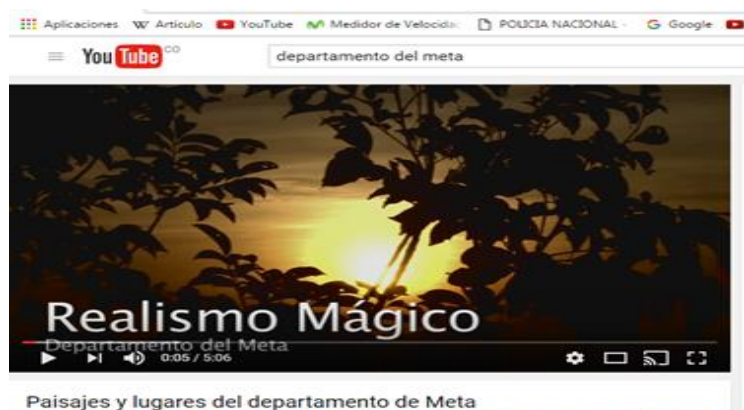 Aplicaciones W Artículo YouTube Medidor de Velocida POLICIA NACIONAL - G Google
YouTube CO departamento del meta
Realismo Mágico
Departamento del Meta
0:05 / 5:06
Paisajes y lugares del departamento de Meta